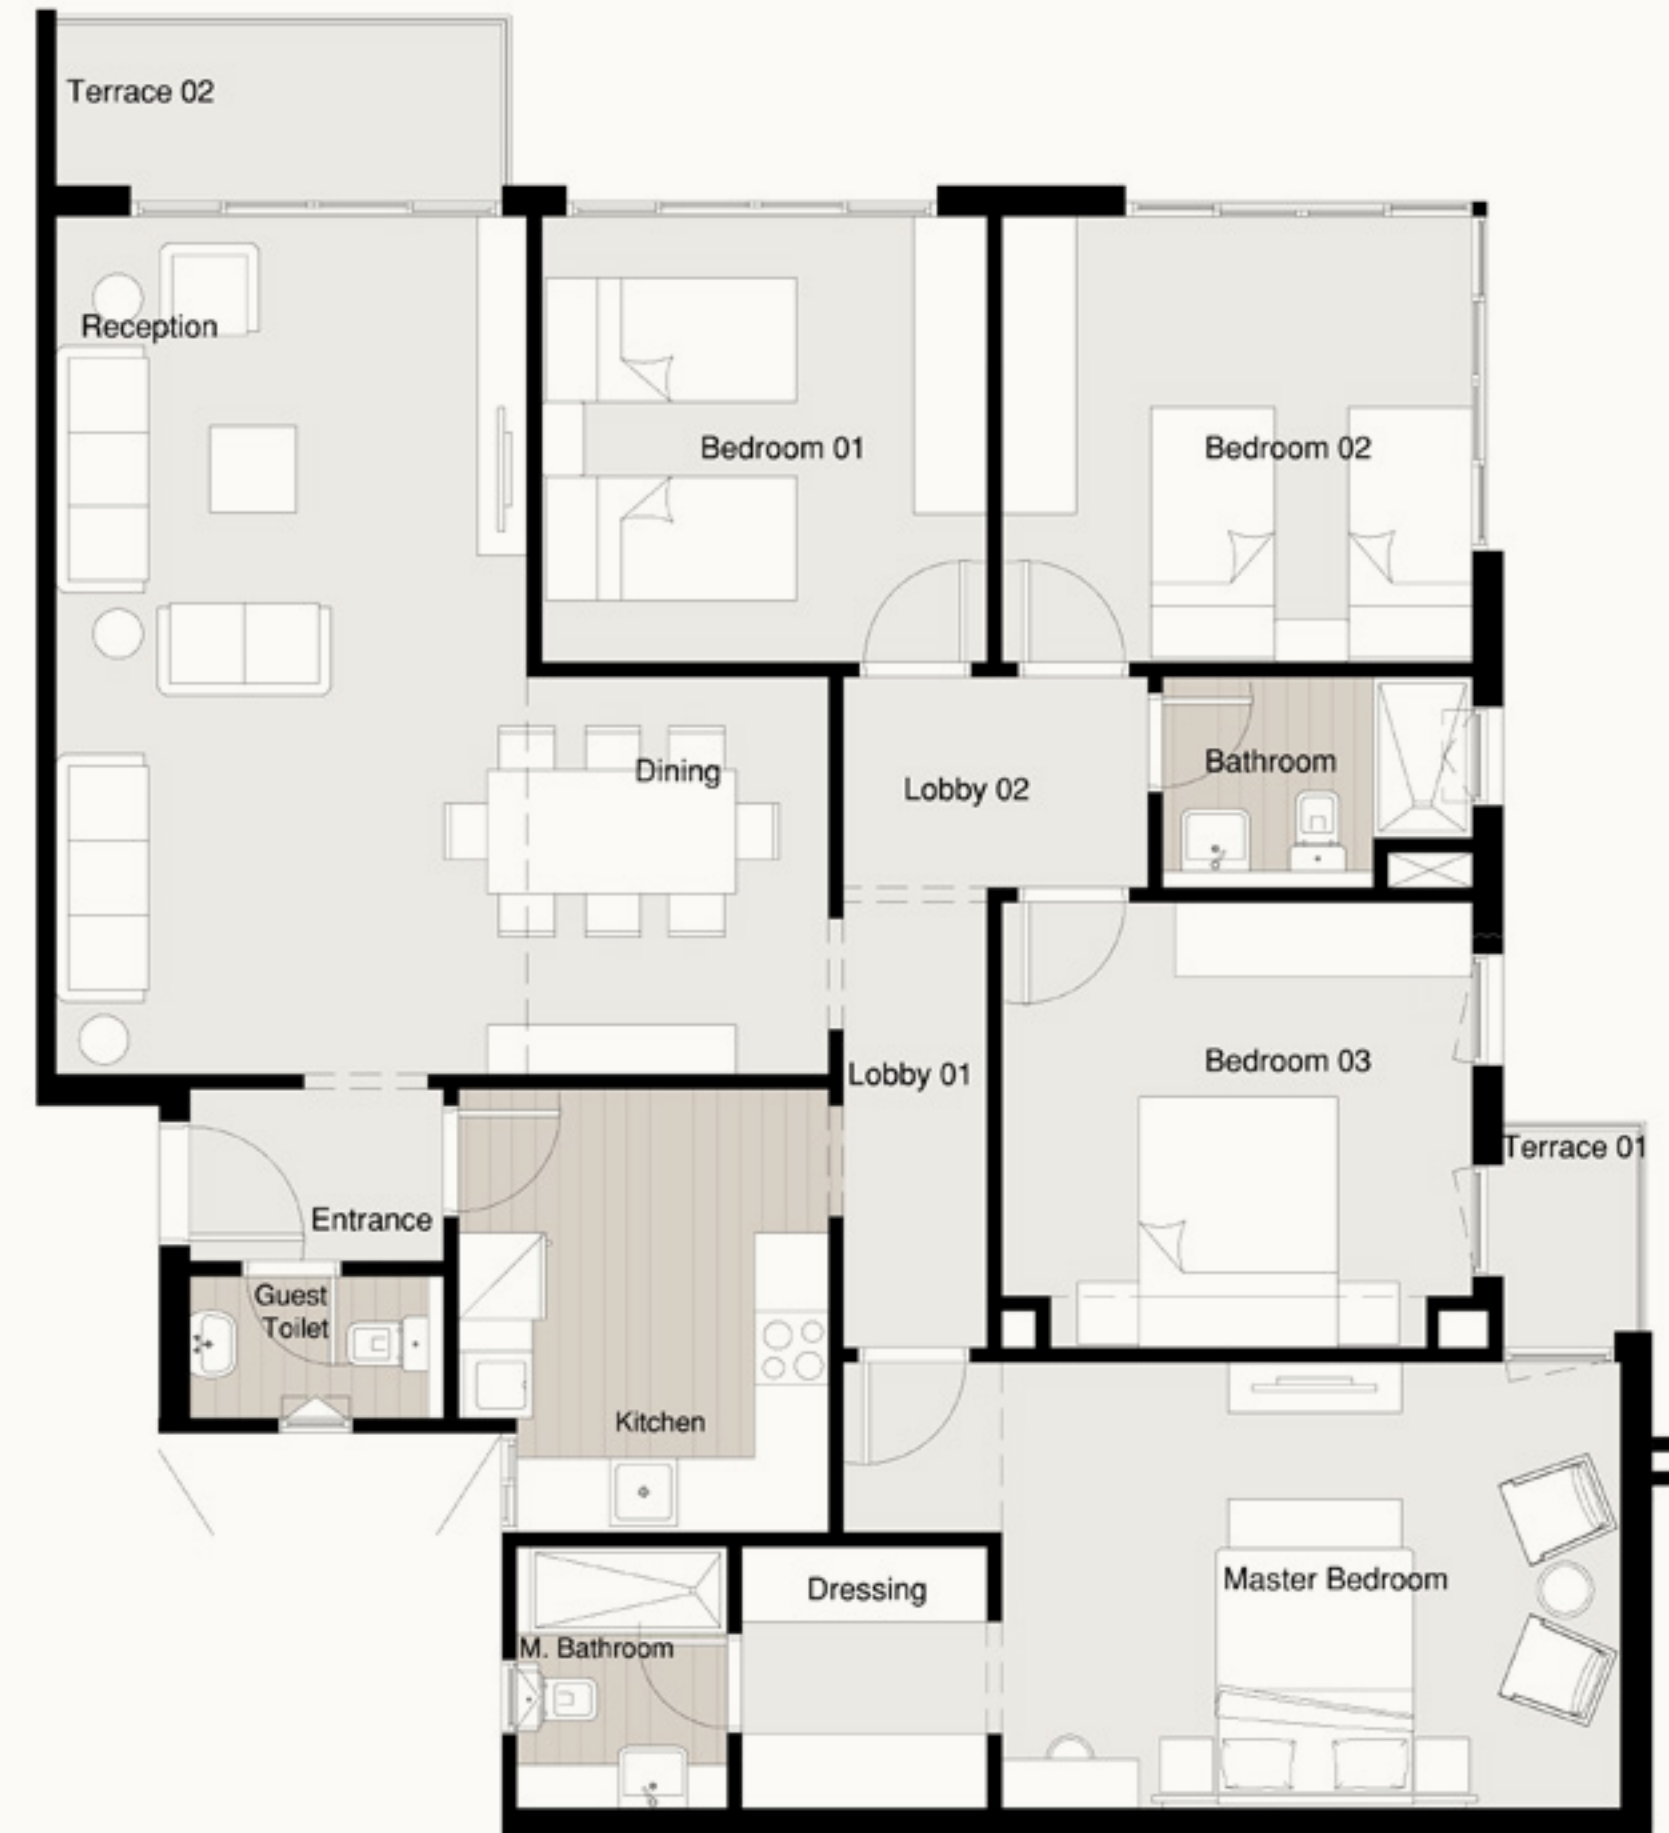 Terrace 02
Reception
Bedroom 01
Bedroom 02
Dining
Bathroom
Lobby 02
Bedroom 03
Lobby 01
Terrace 01
Entrance
Guest
Toilet
Kitchen
Dressing
Master Bedroom
M. Bathroom